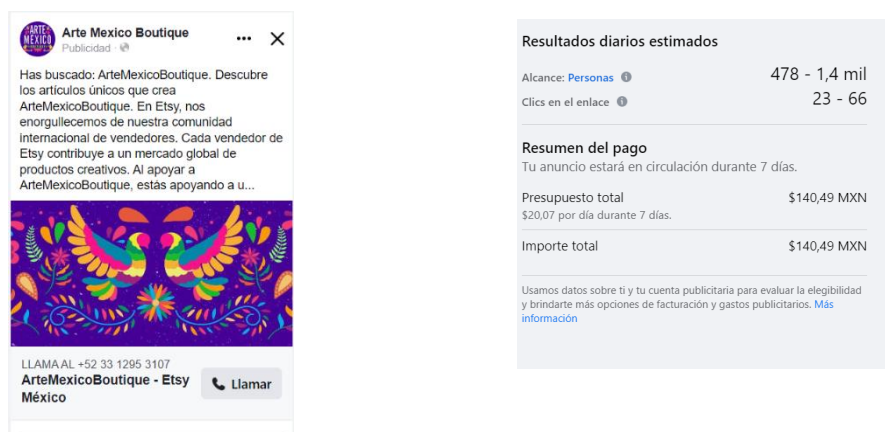 ARTE
MEXICO
Arte Mexico Boutique
Publicidad ·
Has buscado: ArteMexicoBoutique. Descubre
los artículos únicos que crea
ArteMexicoBoutique. En Etsy, nos
enorgullecemos de nuestra comunidad
internacional de vendedores. Cada vendedor de
Etsy contribuye a un mercado global de
productos creativos. Al apoyar a
ArteMexicoBoutique, estás apoyando a u...
LLAMA AL +52 33 1295 3107
ArteMexicoBoutique - Etsy
México
Llamar
Resultados diarios estimados
Alcance: Personas 478 - 1,4 mil
Clics en el enlace 23 - 66
Resumen del pago
Tu anuncio estará en circulación durante 7 días.
Presupuesto total $140,49 MXN
$20,07 por día durante 7 días.
Importe total $140,49 MXN
Usamos datos sobre ti y tu cuenta publicitaria para evaluar la elegibilidad
y brindarte más opciones de facturación y gastos publicitarios. Más
información